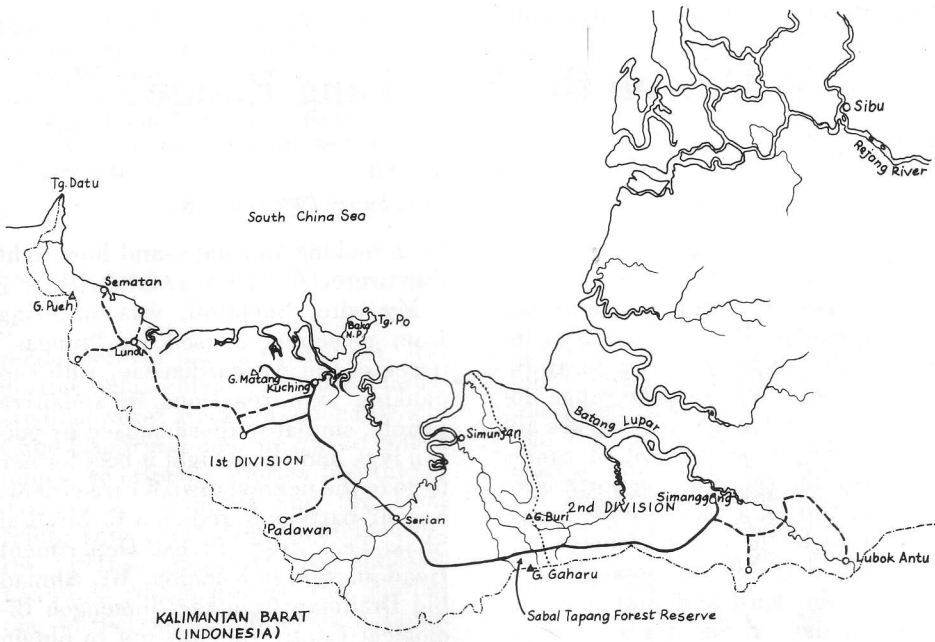 Sibu
Rejang River
Tg. Datu
South China Sea
Sematan
G. Pueh
Lundu
Tg. Po
Bako
N.P.
G. Matang
Kuching
1ST DIVISION
Batang Lupar
Simunjan
Simanggang
2ND DIVISION
G. Buri
Serian
Padawan
Lubok Antu
G. Gaharu
Sabal Tapang Forest Reserve
KALIMANTAN BARAT
(INDONESIA)